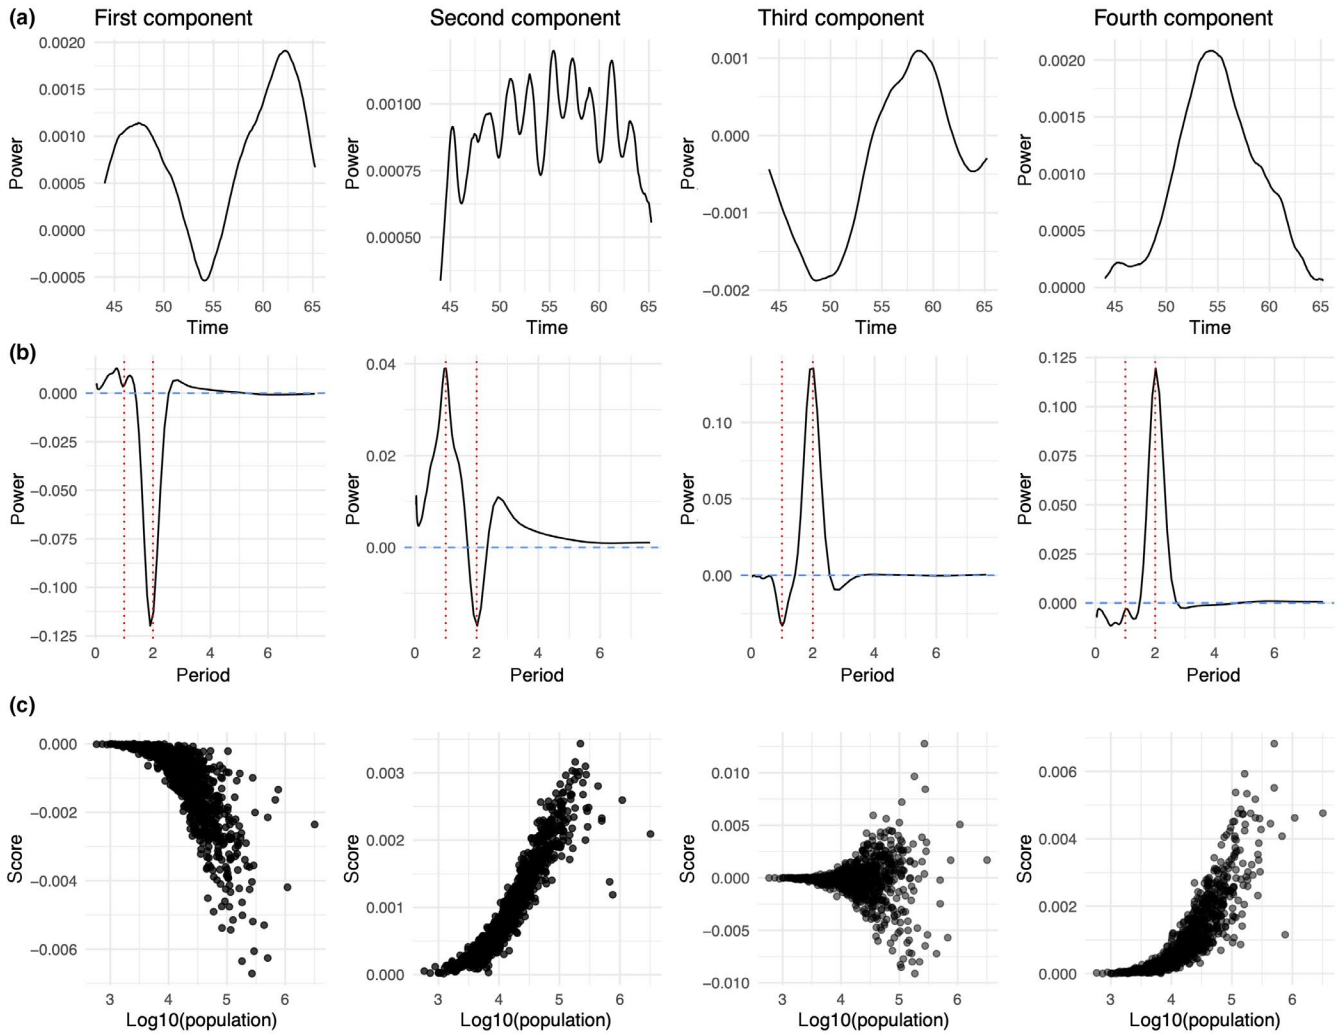 (a)
First component
Second component
Third component
Fourth component
Power
0.0020
0.0015
0.0010
0.0005
0.0000
−0.0005
45 50 55 60 65
Time
Power
0.00100
0.00075
0.00050
45 50 55 60 65
Time
Power
0.001
0.000
−0.001
−0.002
45 50 55 60 65
Time
Power
0.0020
0.0015
0.0010
0.0005
0.0000
45 50 55 60 65
Time
(b)
Power
0.000
−0.025
−0.050
−0.075
−0.100
−0.125
0 2 4 6
Period
Power
0.04
0.02
0.00
0 2 4 6
Period
Power
0.10
0.05
0.00
0 2 4 6
Period
Power
0.125
0.100
0.075
0.050
0.025
0.000
0 2 4 6
Period
(c)
Score
0.000
−0.002
−0.004
−0.006
3 4 5 6
Log10(population)
Score
0.003
0.002
0.001
0.000
3 4 5 6
Log10(population)
Score
0.010
0.005
0.000
−0.005
−0.010
3 4 5 6
Log10(population)
Score
0.006
0.004
0.002
0.000
3 4 5 6
Log10(population)